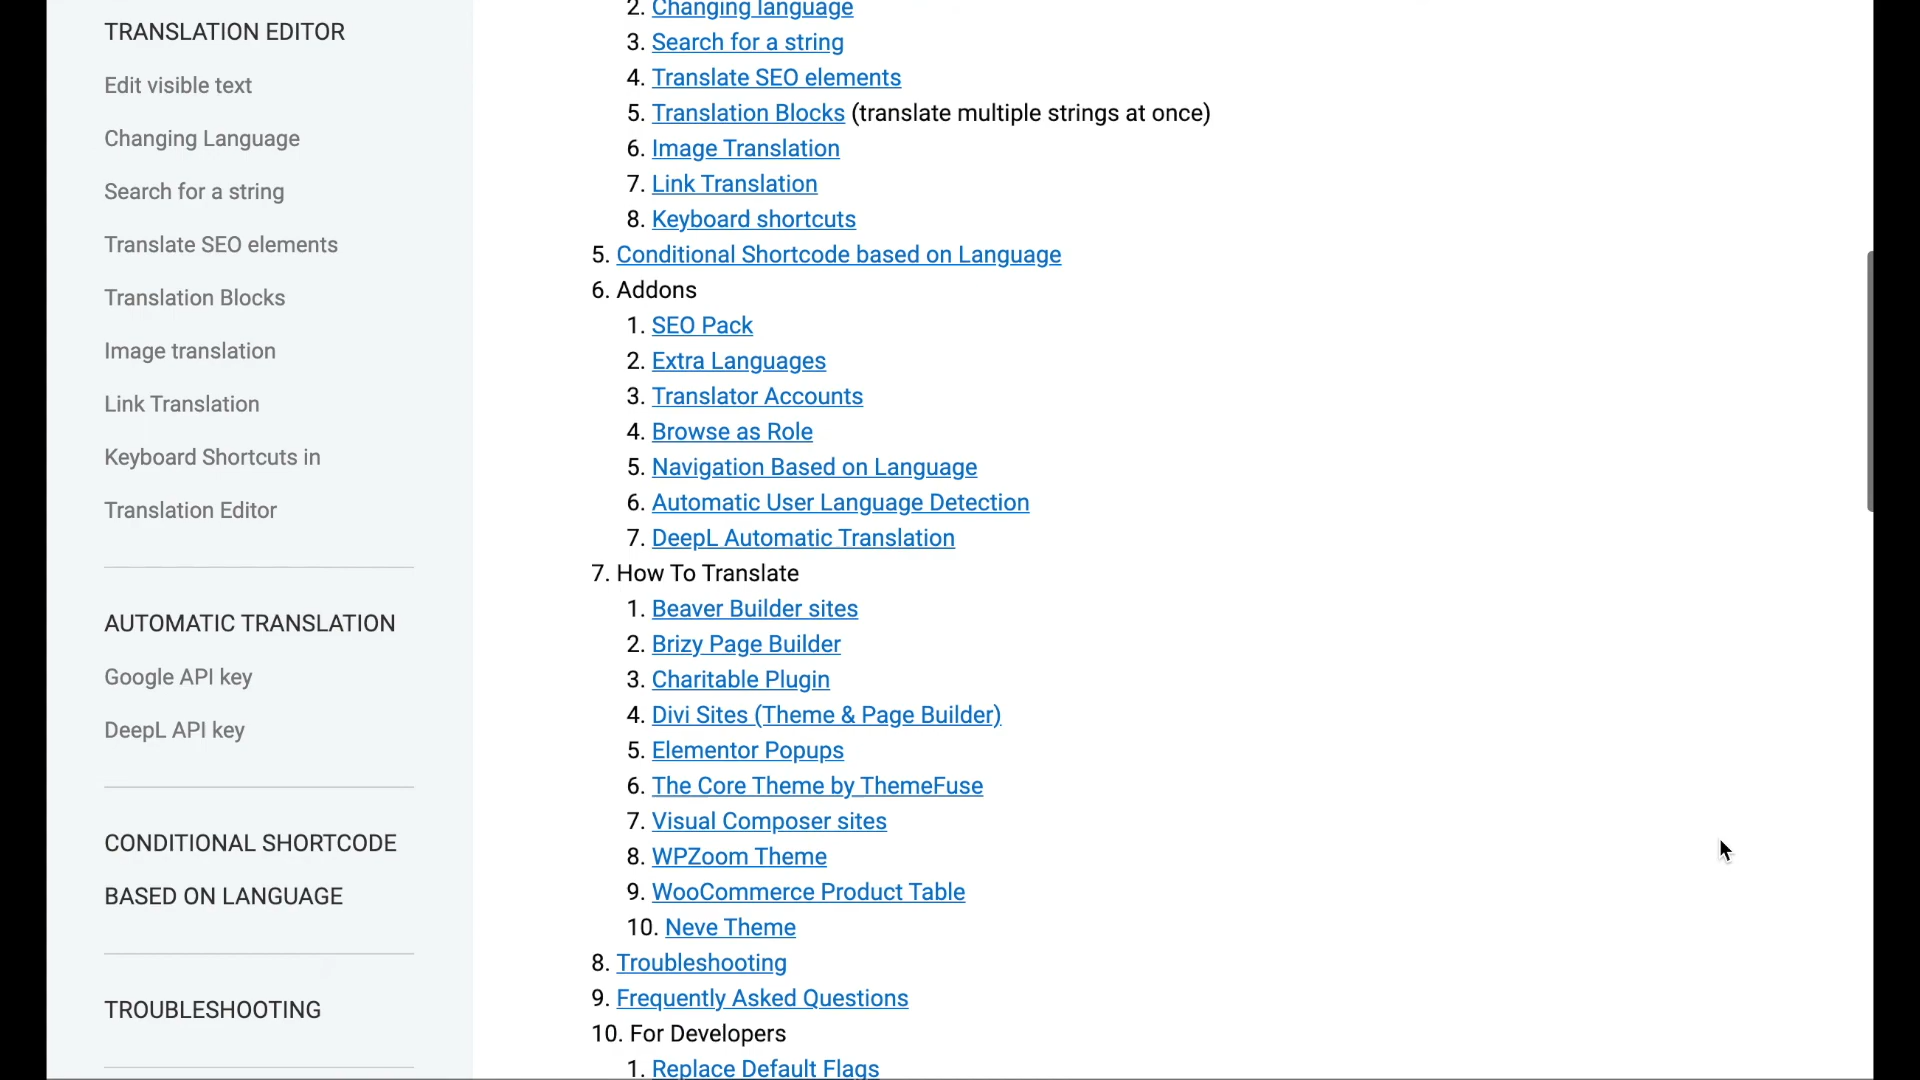 TRANSLATION EDITOR
Edit visible text
Changing Language
Search for a string
Translate SEO elements
Translation Blocks
Image translation
Link Translation
Keyboard Shortcuts in
Translation Editor
AUTOMATIC TRANSLATION
Google API key
DeepL API key
CONDITIONAL SHORTCODE
BASED ON LANGUAGE
TROUBLESHOOTING
2. Changing language
3. Search for a string
4. Translate SEO elements
5. Translation Blocks (translate multiple strings at once)
6. Image Translation
7. Link Translation
8. Keyboard shortcuts
5. Conditional Shortcode based on Language
6. Addons
1. SEO Pack
2. Extra Languages
3. Translator Accounts
4. Browse as Role
5. Navigation Based on Language
6. Automatic User Language Detection
7. DeepL Automatic Translation
7. How To Translate
1. Beaver Builder sites
2. Brizy Page Builder
3. Charitable Plugin
4. Divi Sites (Theme & Page Builder)
5. Elementor Popups
6. The Core Theme by ThemeFuse
7. Visual Composer sites
8. WPZoom Theme
9. WooCommerce Product Table
10. Neve Theme
8. Troubleshooting
9. Frequently Asked Questions
10. For Developers
1. Replace Default Flags